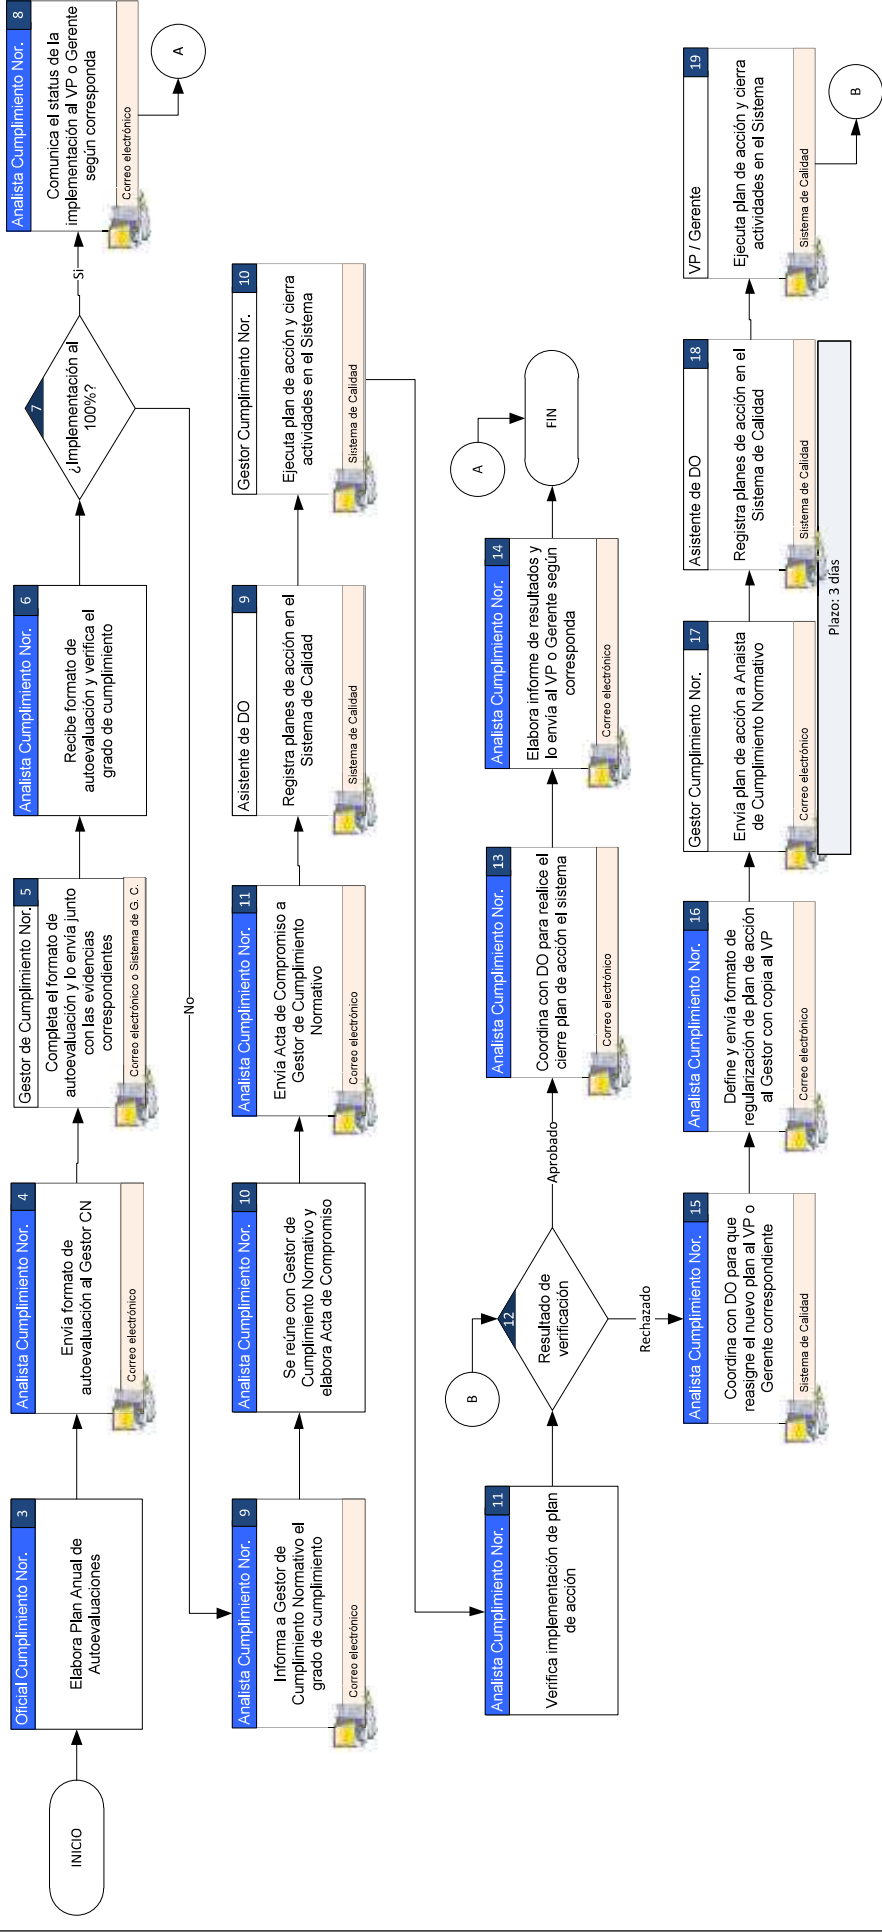 INICIO
Oficial Cumplimiento Nor.
3
Elabora Plan Anual de
Autoevaluaciones
Analista Cumplimiento Nor.
4
Envía formato de
autoevaluación al Gestor CN
Correo electrónico
Gestor de Cumplimiento Nor.
5
Completa el formato de
autoevaluación y lo envía junto
con las evidencias
correspondientes
Correo electrónico o Sistema de G. C.
Analista Cumplimiento Nor.
6
Recibe formato de
autoevaluación y verifica el
grado de cumplimiento
7
¿Implementación al
100%?
Si
No
Analista Cumplimiento Nor.
8
Comunica el status de la
implementación al VP o Gerente
según corresponda
Correo electrónico
A
Analista Cumplimiento Nor.
9
Informa a Gestor de
Cumplimiento Normativo el
grado de cumplimiento
Correo electrónico
Analista Cumplimiento Nor.
10
Se reúne con Gestor de
Cumplimiento Normativo y
elabora Acta de Compromiso
Analista Cumplimiento Nor.
11
Envía Acta de Compromiso a
Gestor de Cumplimiento
Normativo
Correo electrónico
Asistente de DO
9
Registra planes de acción en el
Sistema de Calidad
Sistema de Calidad
Gestor Cumplimiento Nor.
10
Ejecuta plan de acción y cierra
actividades en el Sistema
Sistema de Calidad
Analista Cumplimiento Nor.
11
Verifica implementación de plan
de acción
B
12
Resultado de
verificación
Aprobado
Rechazado
Analista Cumplimiento Nor.
13
Coordina con DO para realice el
cierre plan de acción el sistema
Correo electrónico
Analista Cumplimiento Nor.
14
Elabora informe de resultados y
lo envía al VP o Gerente según
corresponda
Correo electrónico
A
FIN
Analista Cumplimiento Nor.
15
Coordina con DO para que
reasigne el nuevo plan al VP o
Gerente correspondiente
Sistema de Calidad
Analista Cumplimiento Nor.
16
Define y envía formato de
regularización de plan de acción
al Gestor con copia al VP
Correo electrónico
Gestor Cumplimiento Nor.
17
Envía plan de acción a Anaista
de Cumplimiento Normativo
Correo electrónico
Asistente de DO
18
Registra planes de acción en el
Sistema de Calidad
Sistema de Calidad
Plazo: 3 días
VP / Gerente
19
Ejecuta plan de acción y cierra
actividades en el Sistema
Sistema de Calidad
B